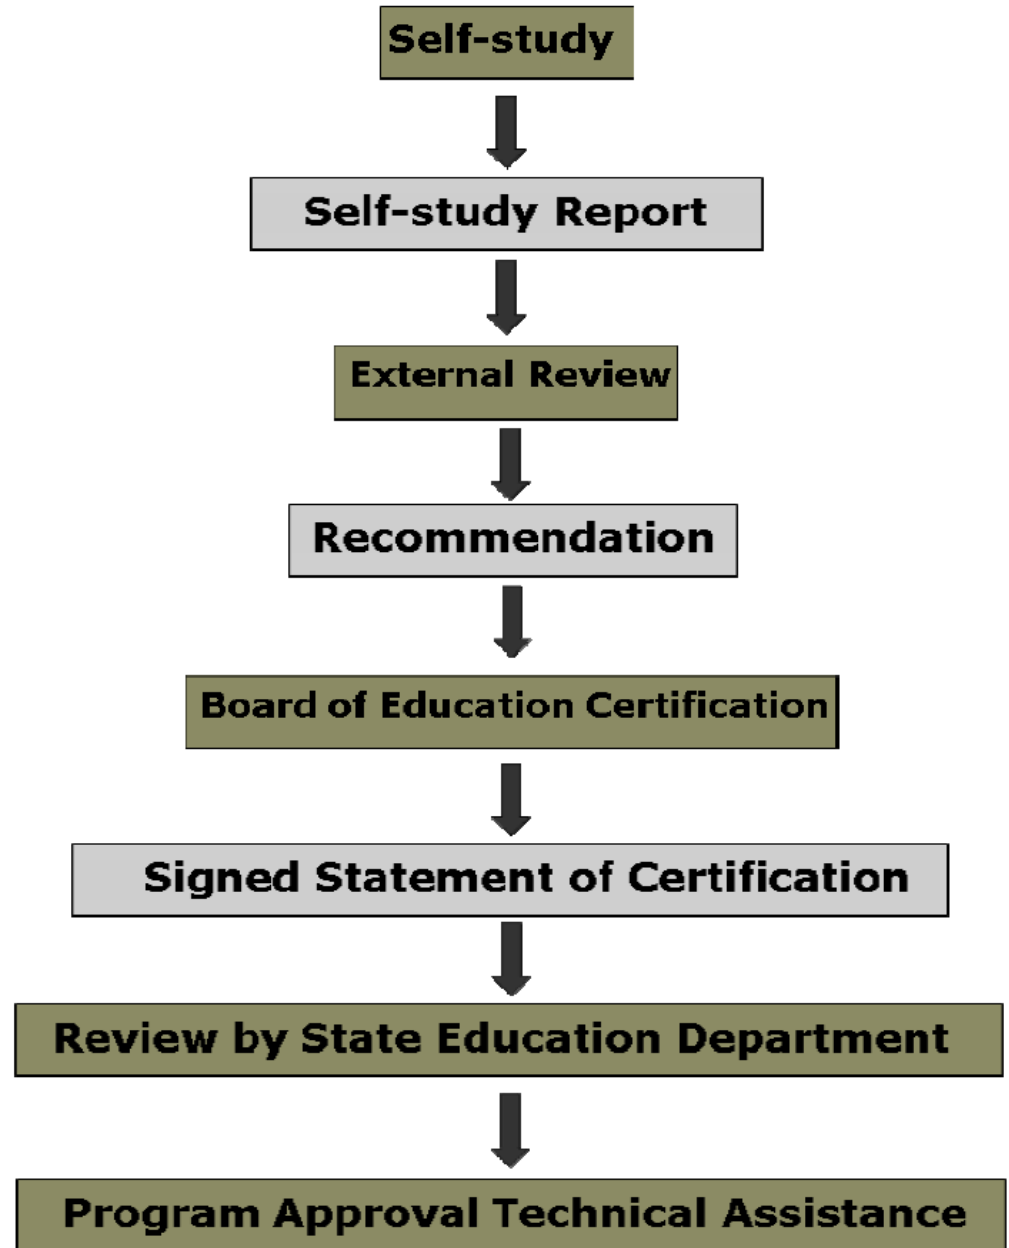 Self-study
Self-study Report
External Review
Recommendation
Board of Education Certification
Signed Statement of Certification
Review by State Education Department
Program Approval Technical Assistance